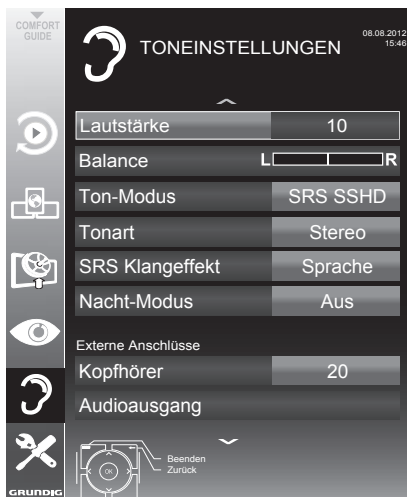 COMFORT
GUIDE
TONEINSTELLUNGEN
08.08.2012
15:46
Lautstärke 10
Balance L R
Ton-Modus SRS SSHD
Tonart Stereo
SRS Klangeffekt Sprache
Nacht-Modus Aus
Externe Anschlüsse
Kopfhörer 20
Audioausgang
OK
Beenden
Zurück
GRUNDIG